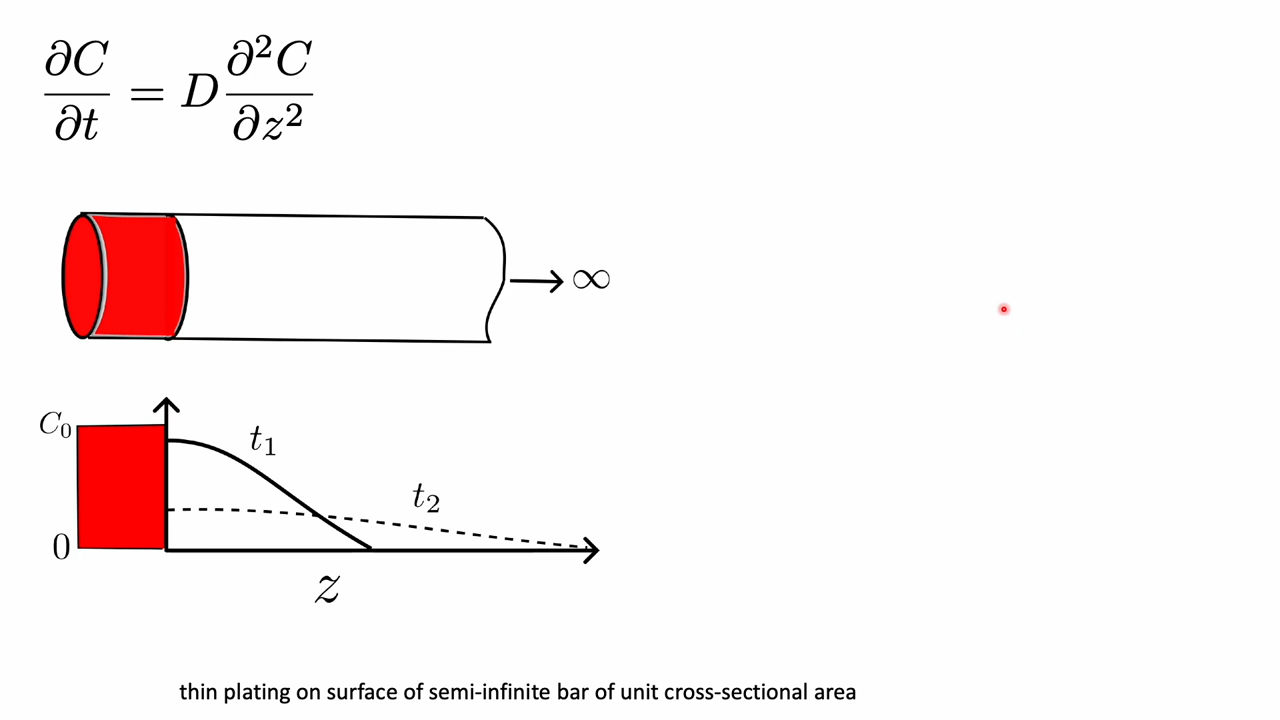 ∂C/∂t = D ∂²C/∂z²
→ ∞
C₀
t₁
t₂
0
z
thin plating on surface of semi-infinite bar of unit cross-sectional area